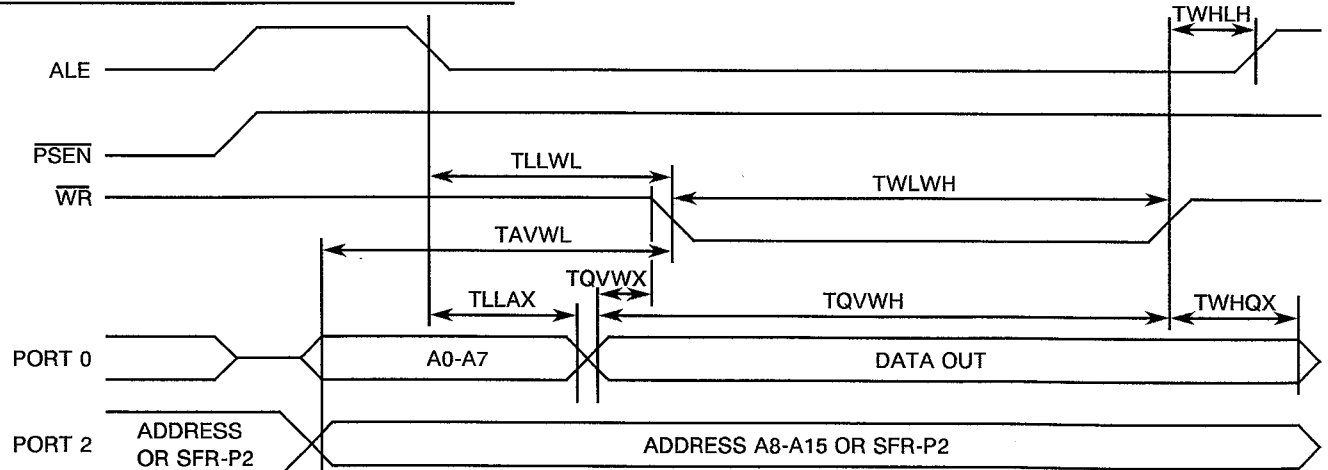 TWHLH
ALE
PSEN
TLLWL
WR
TWLWH
TAVWL
TQVWX
TLLAX
TQVWH
TWHQX
PORT 0
A0-A7
DATA OUT
PORT 2
ADDRESS
OR SFR-P2
ADDRESS A8-A15 OR SFR-P2